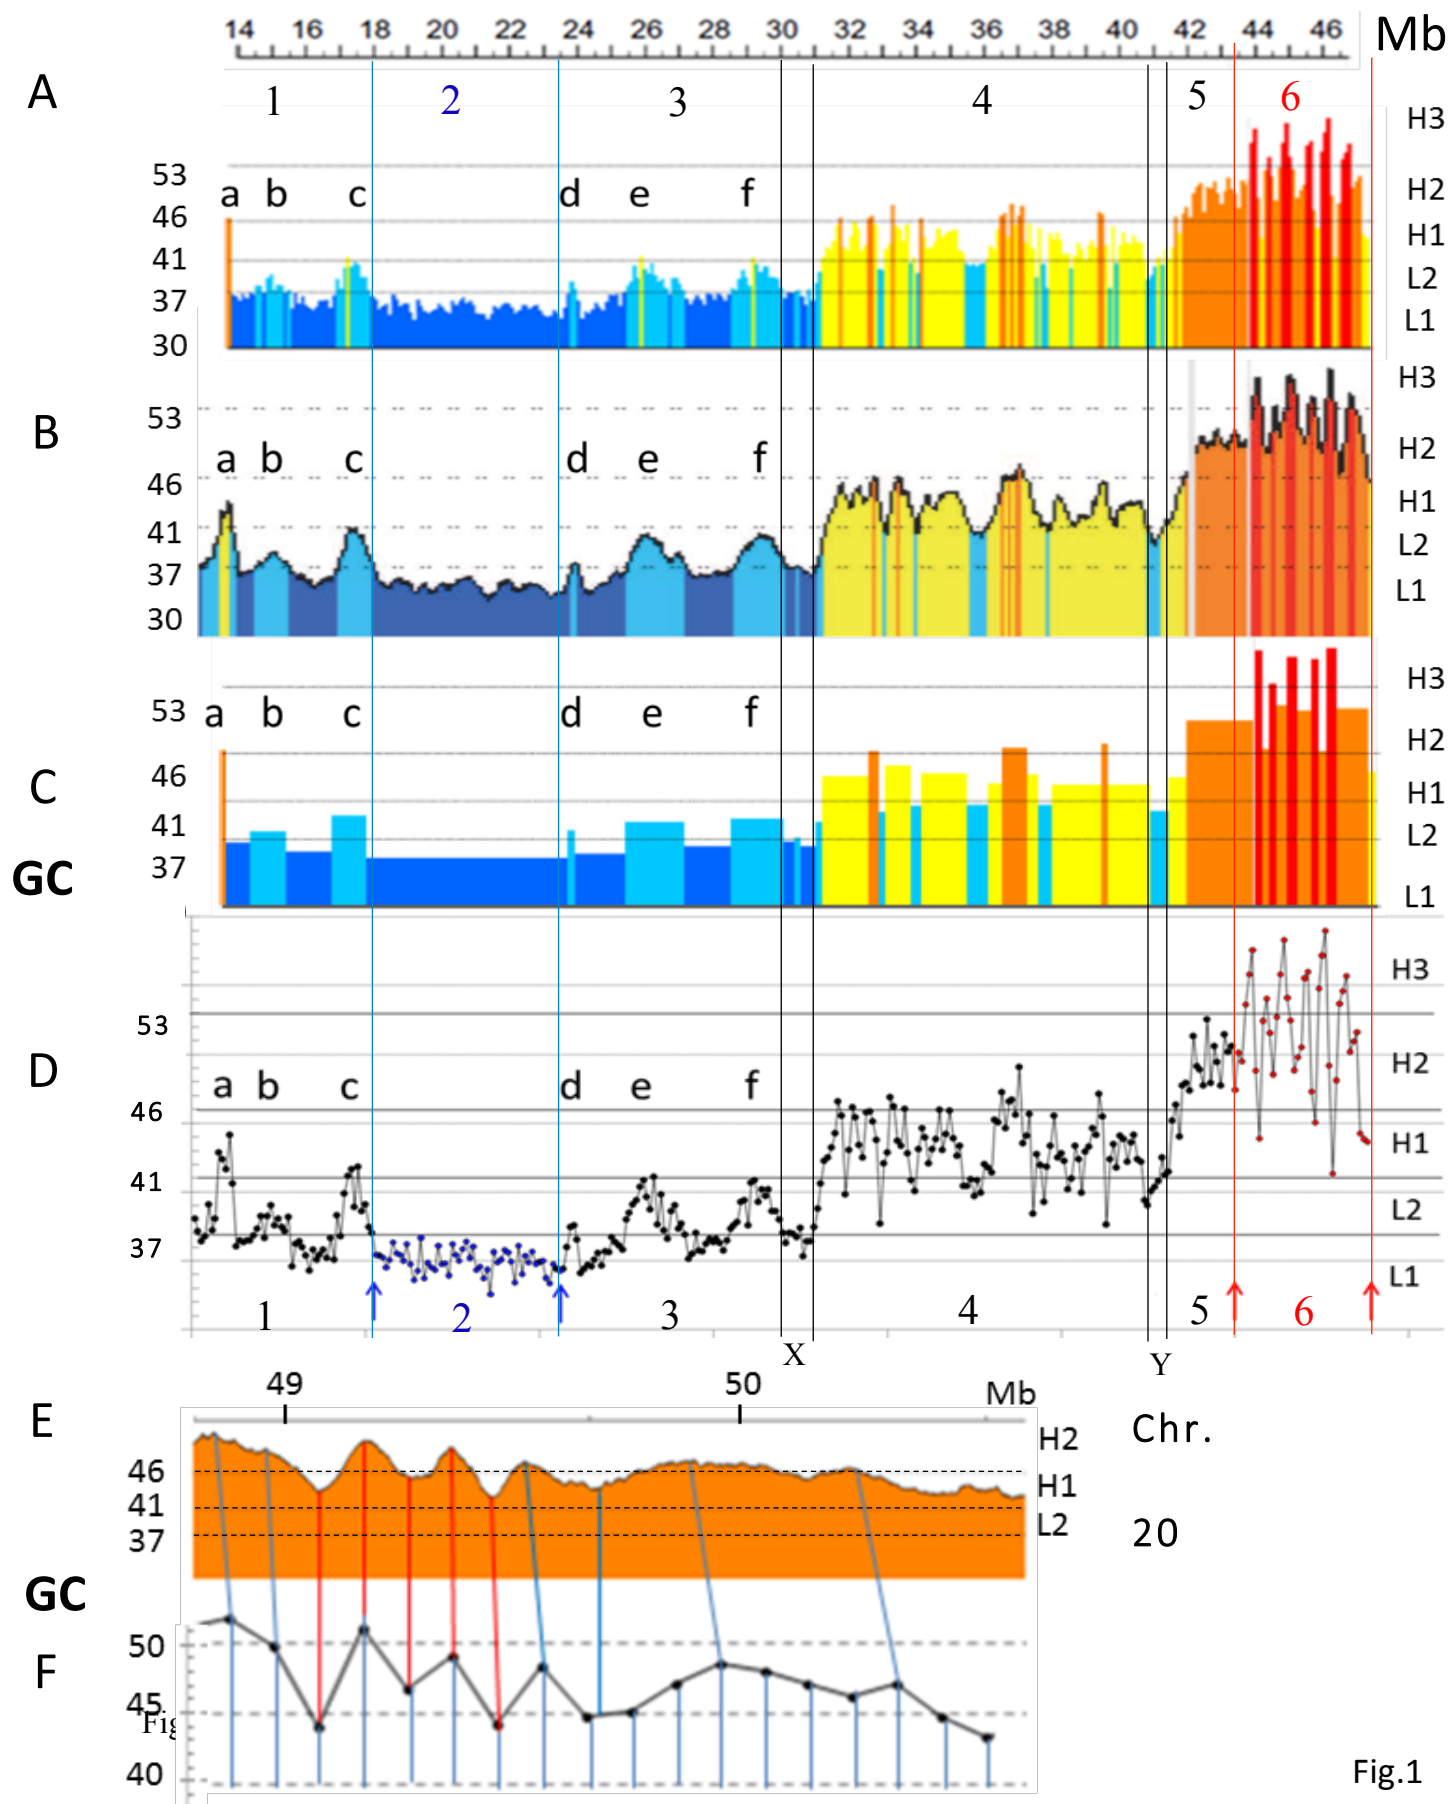 14 16 18 20 22 24 26 28 30 32 34 36 38 40 42 44 46 Mb
A 1 2 3 4 5 6
H3
53
a b c d e f H2
46
H1
41
L2
37
L1
30
H3
53
B
H2
a b c d e f
46
H1
41
L2
37
L1
30
H3
53 a b c d e f
H2
46
C
H1
41
L2
37
GC
L1
H3
53
H2
D
a b c d e f
46
H1
41
L2
37
L1
1 2 3 4 5 6
X Y
49 50 Mb
E Chr.
H2
46
H1
41
L2
37
20
GC
50
F
45
Fig
40
Fig.1